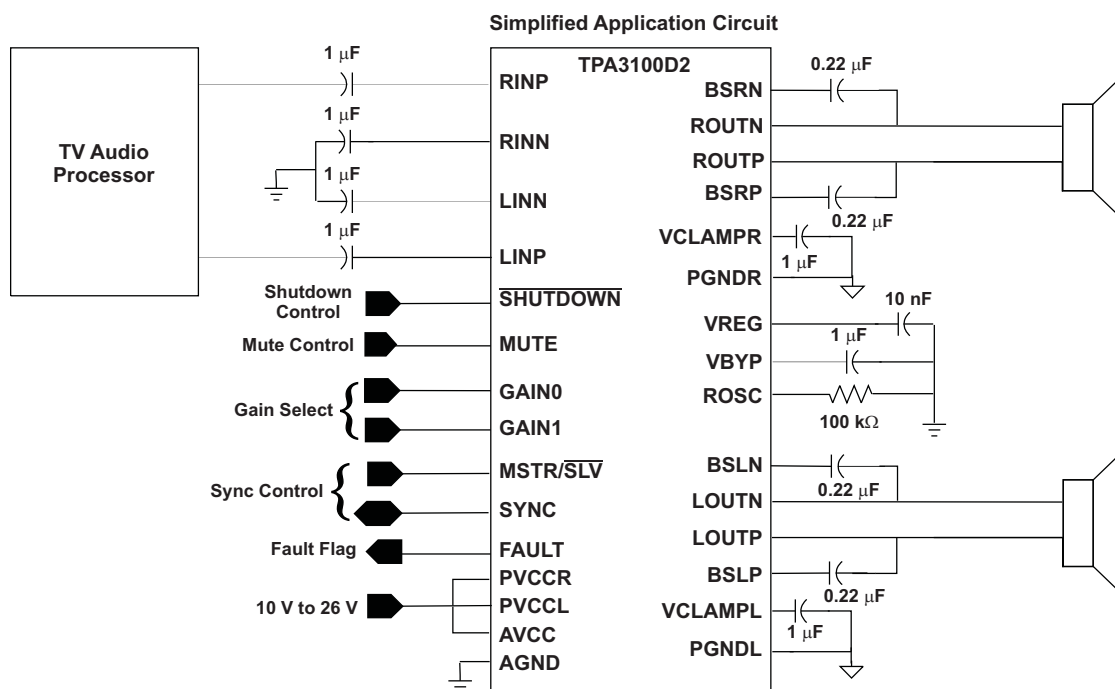 Simplified Application Circuit
TPA3100D2
TV Audio
Processor
1 μF
1 μF
1 μF
1 μF
RINP
RINN
LINN
LINP
Shutdown
Control
SHUTDOWN
Mute Control
MUTE
Gain Select
{
GAIN0
GAIN1
Sync Control
{
MSTR/SLV
SYNC
Fault Flag
FAULT
10 V to 26 V
PVCCR
PVCCL
AVCC
AGND
0.22 μF
BSRN
ROUTN
ROUTP
BSRP
0.22 μF
VCLAMPR
1 μF
PGNDR
10 nF
VREG
1 μF
VBYP
ROSC
100 kΩ
BSLN
0.22 μF
LOUTN
LOUTP
BSLP
0.22 μF
VCLAMPL
1 μF
PGNDL